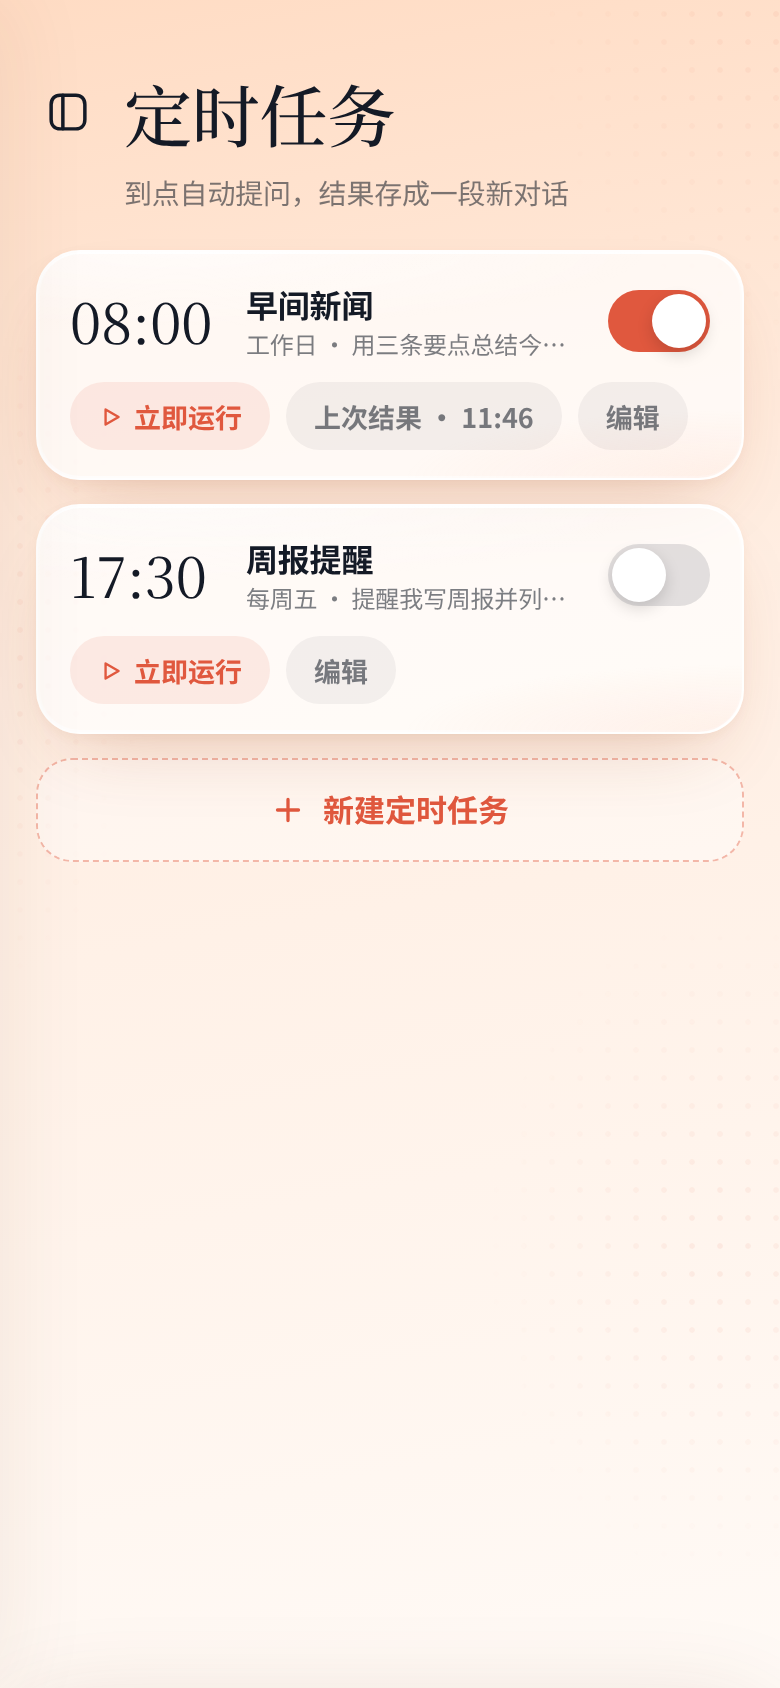 定时任务
到点自动提问，结果存成一段新对话
08:00
早间新闻
工作日 · 用三条要点总结今…
立即运行
上次结果 · 11:46
编辑
17:30
周报提醒
每周五 · 提醒我写周报并列…
立即运行
编辑
+ 新建定时任务